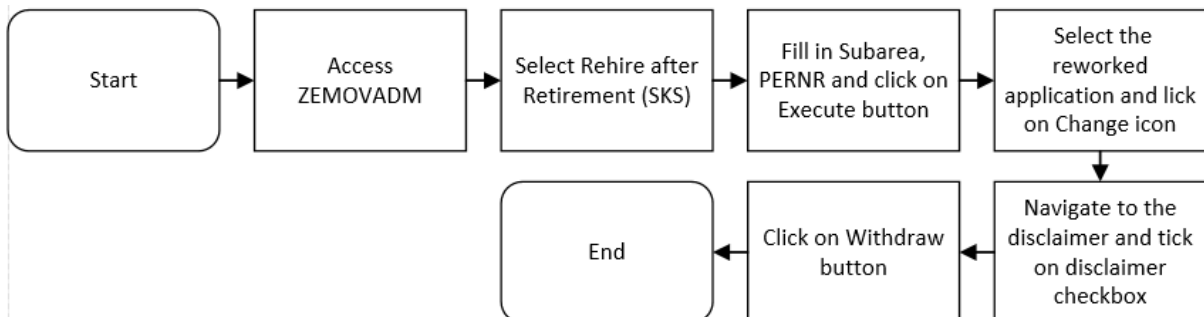 Start
Access
ZEMOVADM
Select Rehire after
Retirement (SKS)
Fill in Subarea,
PERNR and click on
Execute button
Select the
reworked
application and lick
on Change icon
Navigate to the
disclaimer and tick
on disclaimer
checkbox
Click on Withdraw
button
End